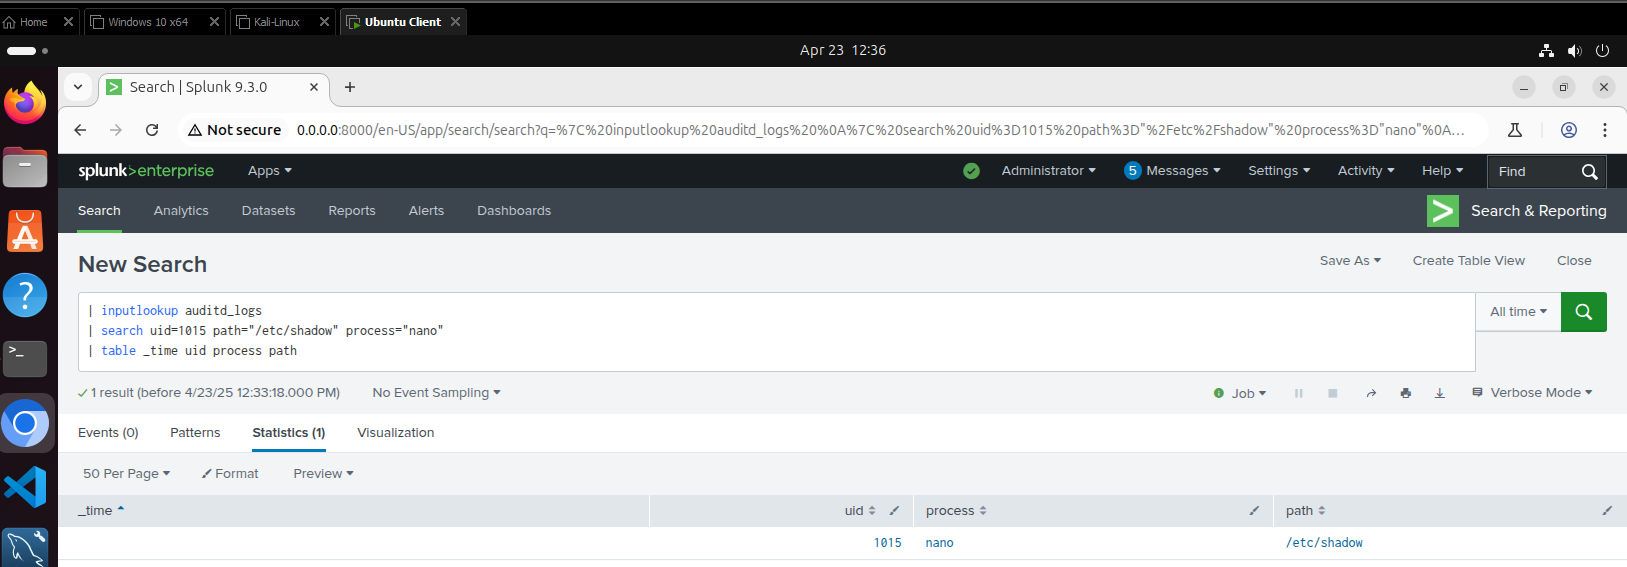 Home
Windows 10 x64
Kali-Linux
Ubuntu Client
Apr 23 12:36
Search | Splunk 9.3.0
Not secure 0.0.0.0:8000/en-US/app/search/search?q=%7C%20inputlookup%20auditd_logs%20%0A%7C%20search%20uid%3D1015%20path%3D"%2Fetc%2Fshadow"%20process%3D"nano"%0A...
splunk>enterprise Apps Administrator 5 Messages Settings Activity Help Find
Search Analytics Datasets Reports Alerts Dashboards Search & Reporting
New Search Save As Create Table View Close
| inputlookup auditd_logs
| search uid=1015 path="/etc/shadow" process="nano"
| table _time uid process path
All time
1 result (before 4/23/25 12:33:18.000 PM) No Event Sampling Job Verbose Mode
Events (0) Patterns Statistics (1) Visualization
50 Per Page Format Preview
_time uid process path
1015 nano /etc/shadow